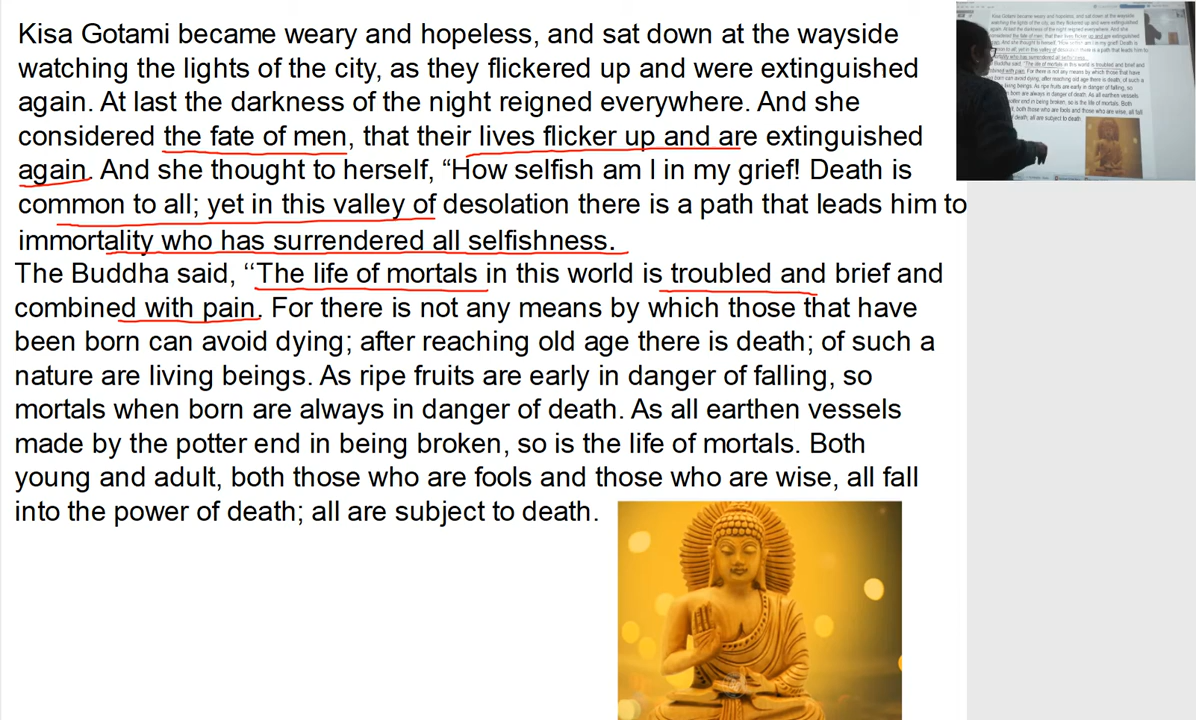 Kisa Gotami became weary and hopeless, and sat down at the wayside
watching the lights of the city, as they flickered up and were extinguished
again. At last the darkness of the night reigned everywhere. And she
considered the fate of men, that their lives flicker up and are extinguished
again. And she thought to herself, “How selfish am I in my grief! Death is
common to all; yet in this valley of desolation there is a path that leads him to
immortality who has surrendered all selfishness.
The Buddha said, ‘‘The life of mortals in this world is troubled and brief and
combined with pain. For there is not any means by which those that have
been born can avoid dying; after reaching old age there is death; of such a
nature are living beings. As ripe fruits are early in danger of falling, so
mortals when born are always in danger of death. As all earthen vessels
made by the potter end in being broken, so is the life of mortals. Both
young and adult, both those who are fools and those who are wise, all fall
into the power of death; all are subject to death.